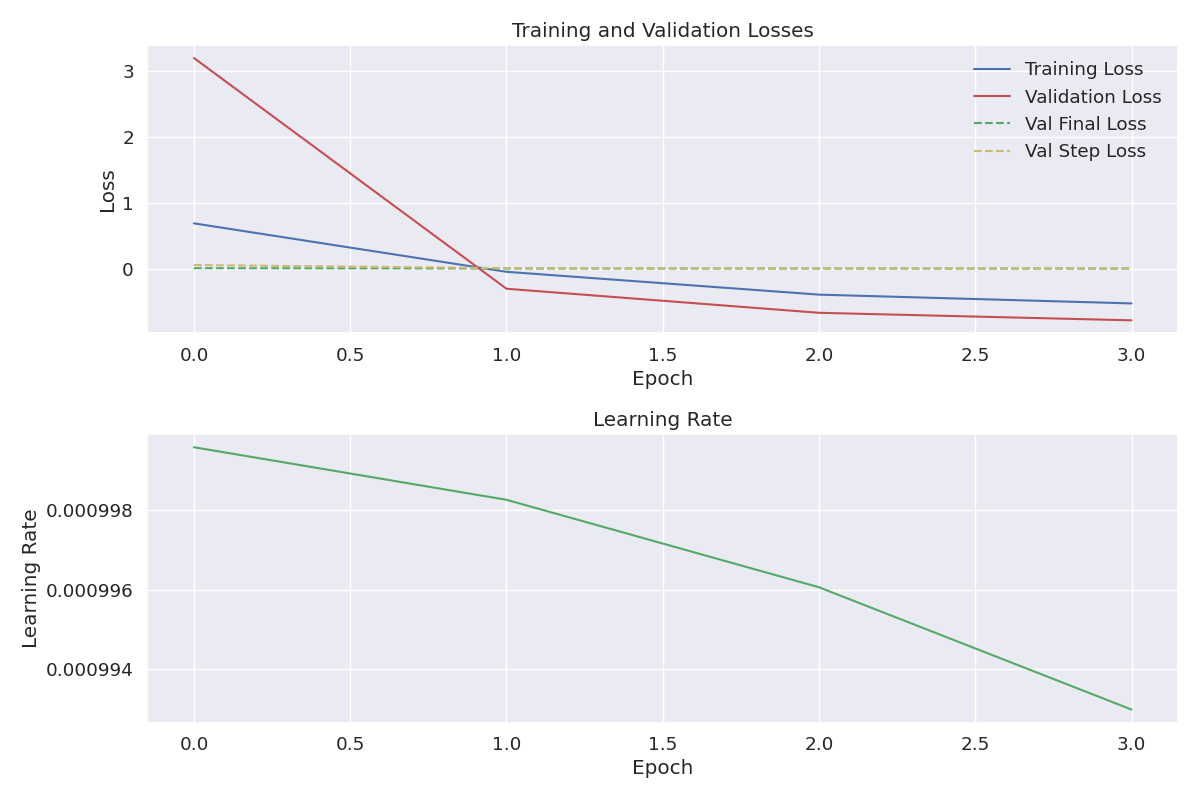 Training and Validation Losses
Loss
3
2
1
0
Training Loss
Validation Loss
Val Final Loss
Val Step Loss
0.0 0.5 1.0 1.5 2.0 2.5 3.0
Epoch
Learning Rate
Learning Rate
0.000998
0.000996
0.000994
0.0 0.5 1.0 1.5 2.0 2.5 3.0
Epoch